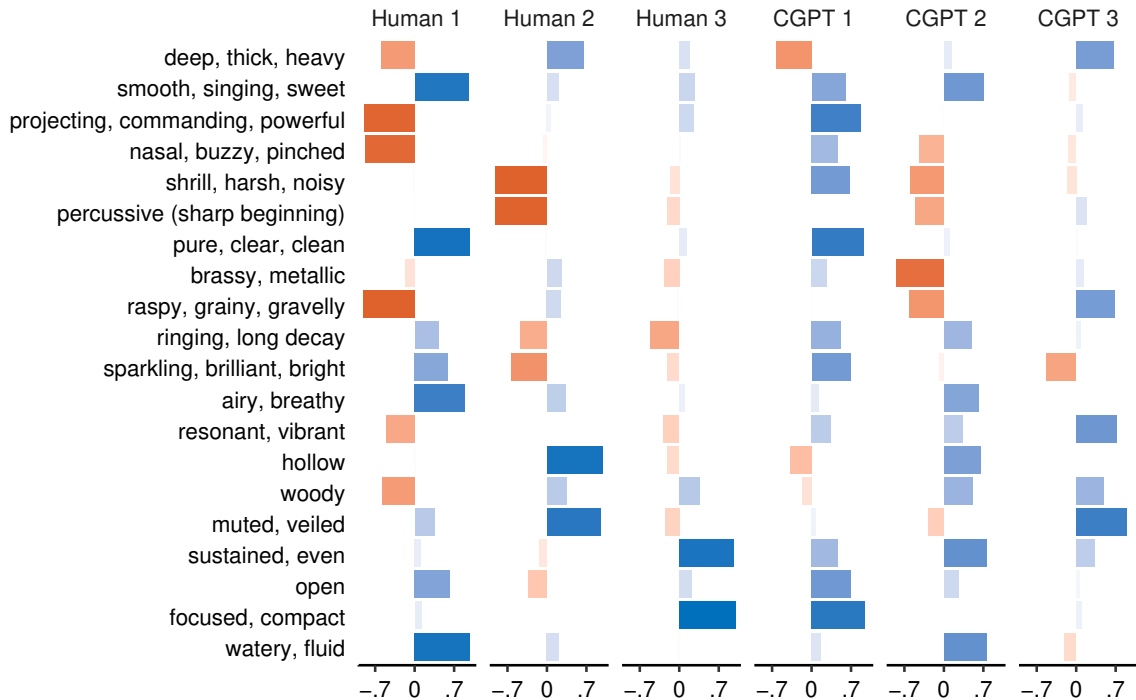 Human 1 Human 2 Human 3 CGPT 1 CGPT 2 CGPT 3
deep, thick, heavy
smooth, singing, sweet
projecting, commanding, powerful
nasal, buzzy, pinched
shrill, harsh, noisy
percussive (sharp beginning)
pure, clear, clean
brassy, metallic
raspy, grainy, gravelly
ringing, long decay
sparkling, brilliant, bright
airy, breathy
resonant, vibrant
hollow
woody
muted, veiled
sustained, even
open
focused, compact
watery, fluid
−.7 0 .7 −.7 0 .7 −.7 0 .7 −.7 0 .7 −.7 0 .7 −.7 0 .7